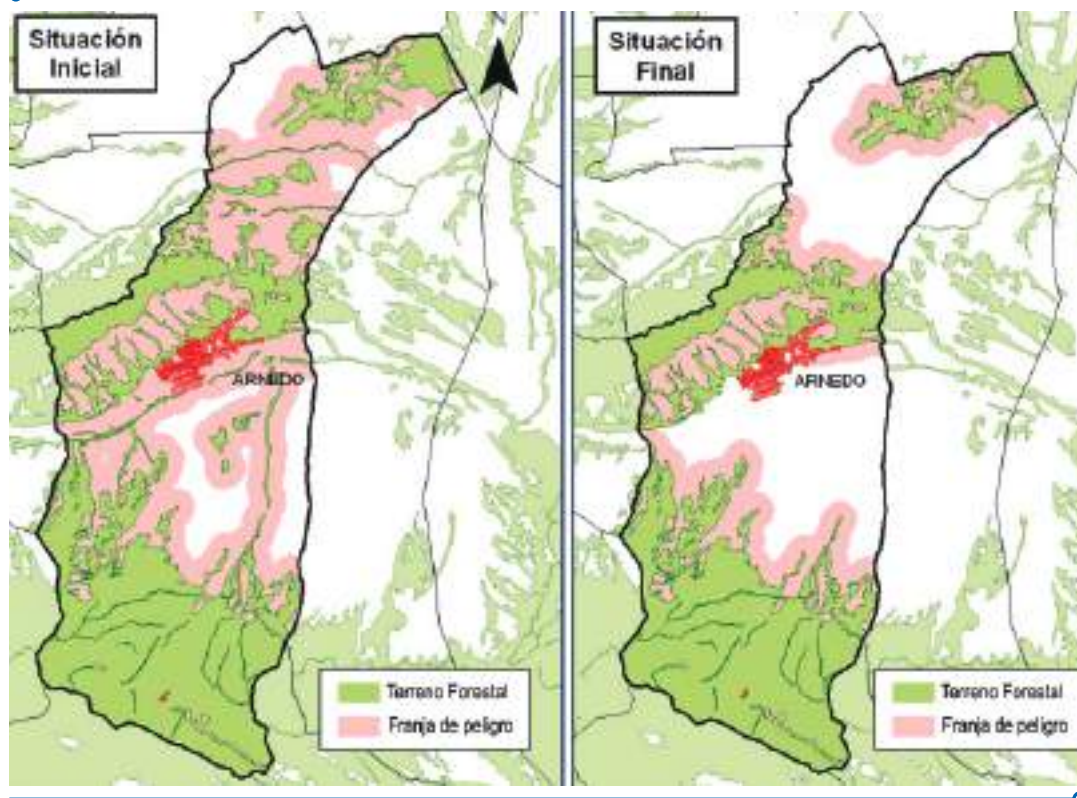 Situación
Inicial
ARNEDO
Terreno Forestal
Franja de peligro
Situación
Final
ARNEDO
Terreno Forestal
Franja de peligro